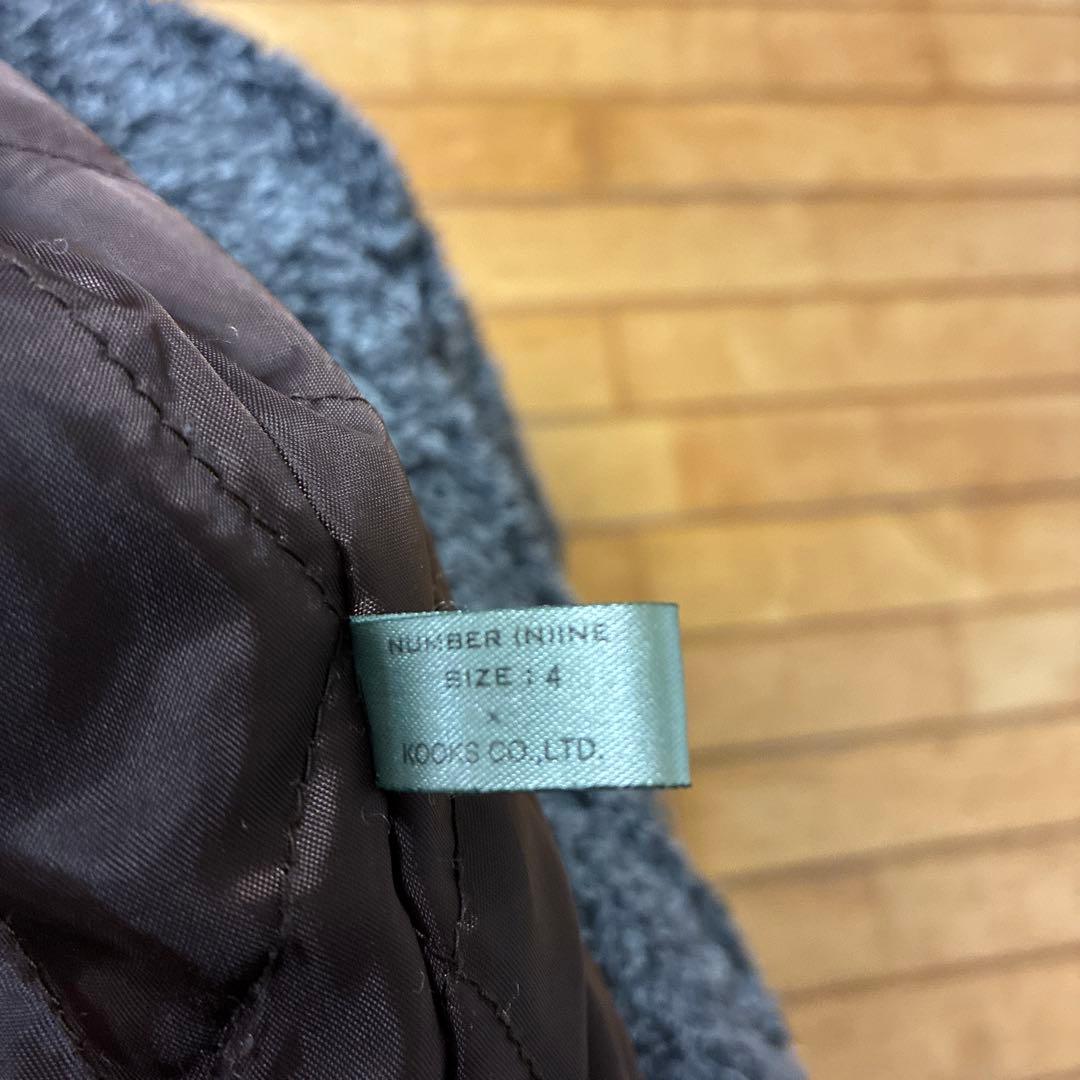 NUMBER (N)INE
SIZE : 4
×
KOOKS CO.,LTD.